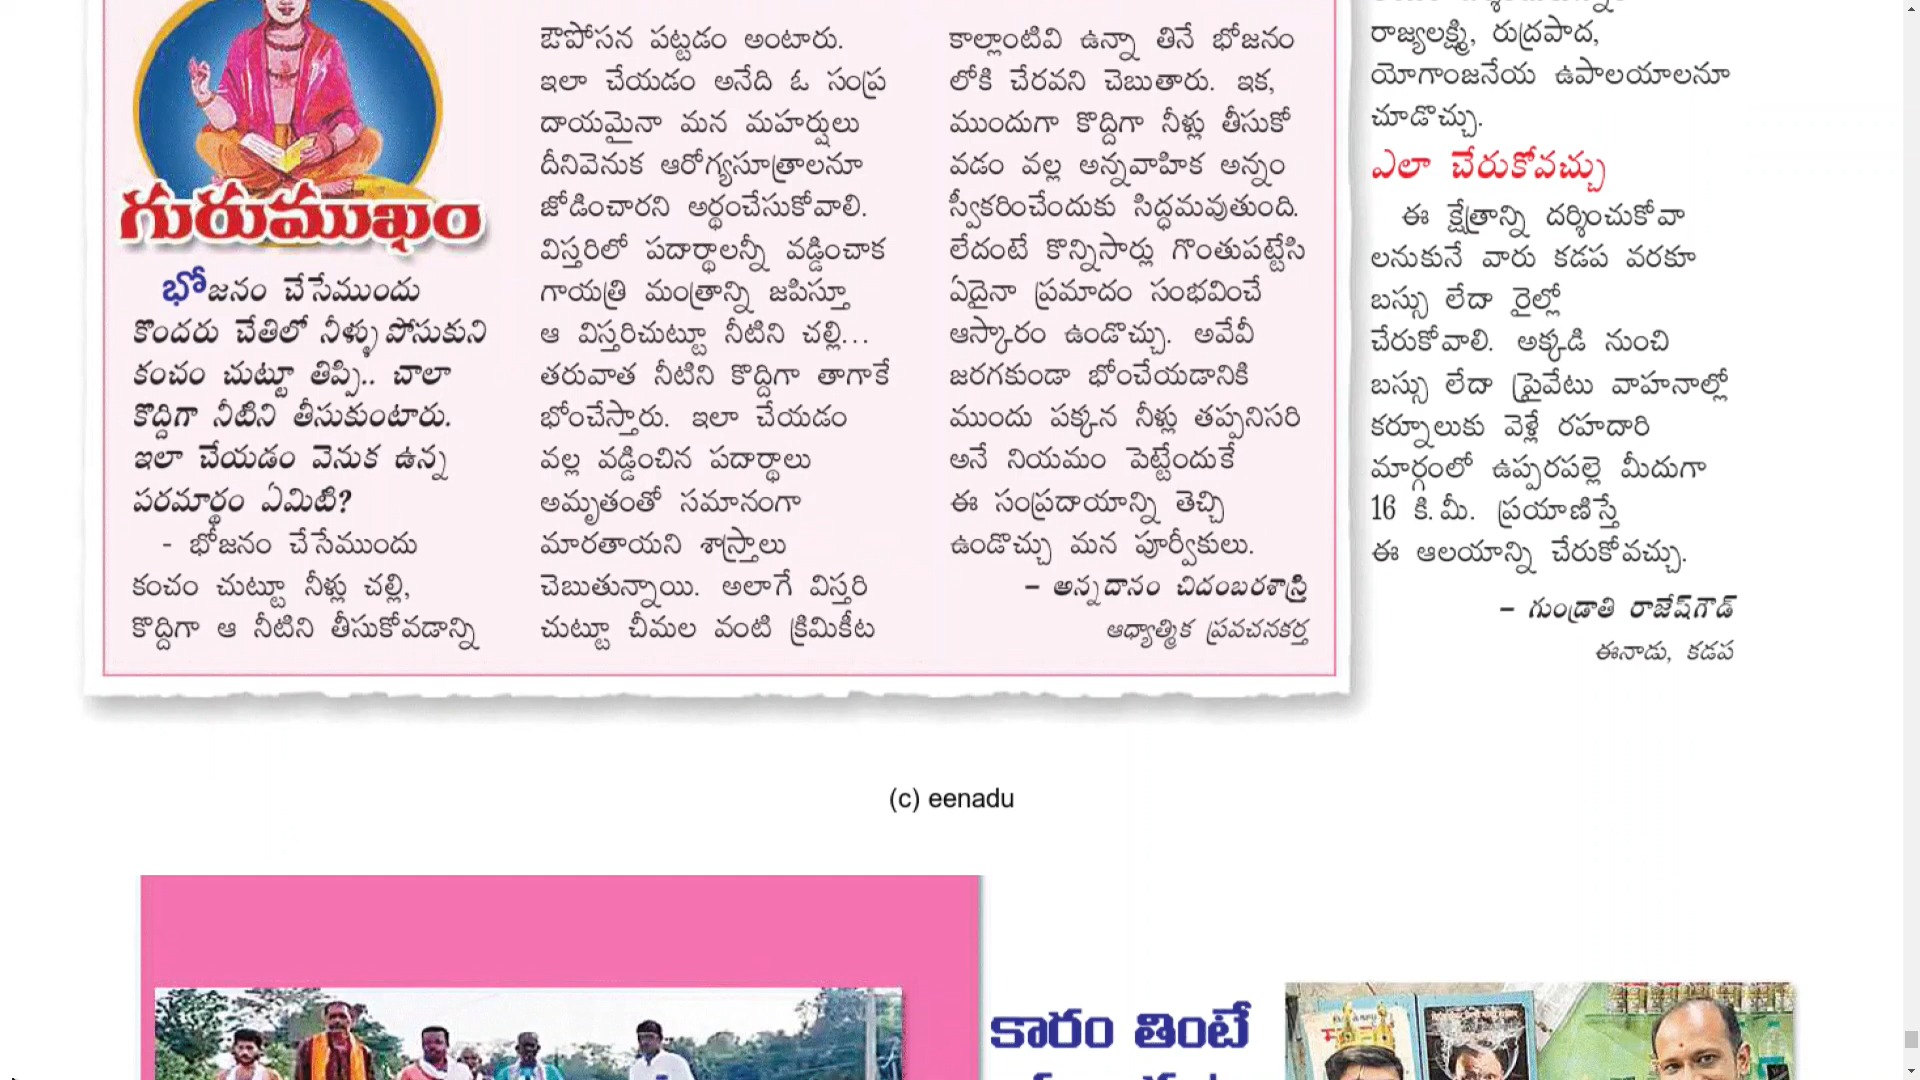 గురుముఖం
భోజనం చేసేముందు
కొందరు చేతిలో నీళ్ళు పోసుకుని
కంచం చుట్టూ తిప్పి.. చాలా
కొద్దిగా నీటిని తీసుకుంటారు.
ఇలా చేయడం వెనుక ఉన్న
పరమార్థం ఏమిటి?
- భోజనం చేసేముందు
కంచం చుట్టూ నీళ్లు చల్లి,
కొద్దిగా ఆ నీటిని తీసుకోవడాన్ని
ఔపోసన పట్టడం అంటారు.
ఇలా చేయడం అనేది ఓ సంప్ర
దాయమైనా మన మహర్షులు
దీనివెనుక ఆరోగ్యసూత్రాలనూ
జోడించారని అర్థంచేసుకోవాలి.
విస్తరిలో పదార్థాలన్నీ వడ్డించాక
గాయత్రి మంత్రాన్ని జపిస్తూ
ఆ విస్తరిచుట్టూ నీటిని చల్లి...
తరువాత నీటిని కొద్దిగా తాగాకే
భోంచేస్తారు. ఇలా చేయడం
వల్ల వడ్డించిన పదార్థాలు
అమృతంతో సమానంగా
మారతాయని శాస్త్రాలు
చెబుతున్నాయి. అలాగే విస్తరి
చుట్టూ చీమల వంటి క్రిమికీట
కాల్లాంటివి ఉన్నా తినే భోజనం
లోకి చేరవని చెబుతారు. ఇక,
ముందుగా కొద్దిగా నీళ్లు తీసుకో
వడం వల్ల అన్నవాహిక అన్నం
స్వీకరించేందుకు సిద్ధమవుతుంది.
లేదంటే కొన్నిసార్లు గొంతుపట్టేసి
ఏదైనా ప్రమాదం సంభవించే
ఆస్కారం ఉండొచ్చు. అవేవీ
జరగకుండా భోంచేయడానికి
ముందు పక్కన నీళ్లు తప్పనిసరి
అనే నియమం పెట్టేందుకే
ఈ సంప్రదాయాన్ని తెచ్చి
ఉండొచ్చు మన పూర్వీకులు.
– అన్నదానం చిదంబరశాస్త్రి
ఆధ్యాత్మిక ప్రవచనకర్త
రాజ్యలక్ష్మి, రుద్రపాద,
యోగాంజనేయ ఉపాలయాలనూ
చూడొచ్చు.
ఎలా చేరుకోవచ్చు
ఈ క్షేత్రాన్ని దర్శించుకోవా
లనుకునే వారు కడప వరకూ
బస్సు లేదా రైల్లో
చేరుకోవాలి. అక్కడి నుంచి
బస్సు లేదా ప్రైవేటు వాహనాల్లో
కర్నూలుకు వెళ్లే రహదారి
మార్గంలో ఉప్పరపల్లె మీదుగా
16 కి.మీ. ప్రయాణిస్తే
ఈ ఆలయాన్ని చేరుకోవచ్చు.
– గుండ్రాతి రాజేష్‌గౌడ్
ఈనాడు, కడప
(c) eenadu
కారం తింటే